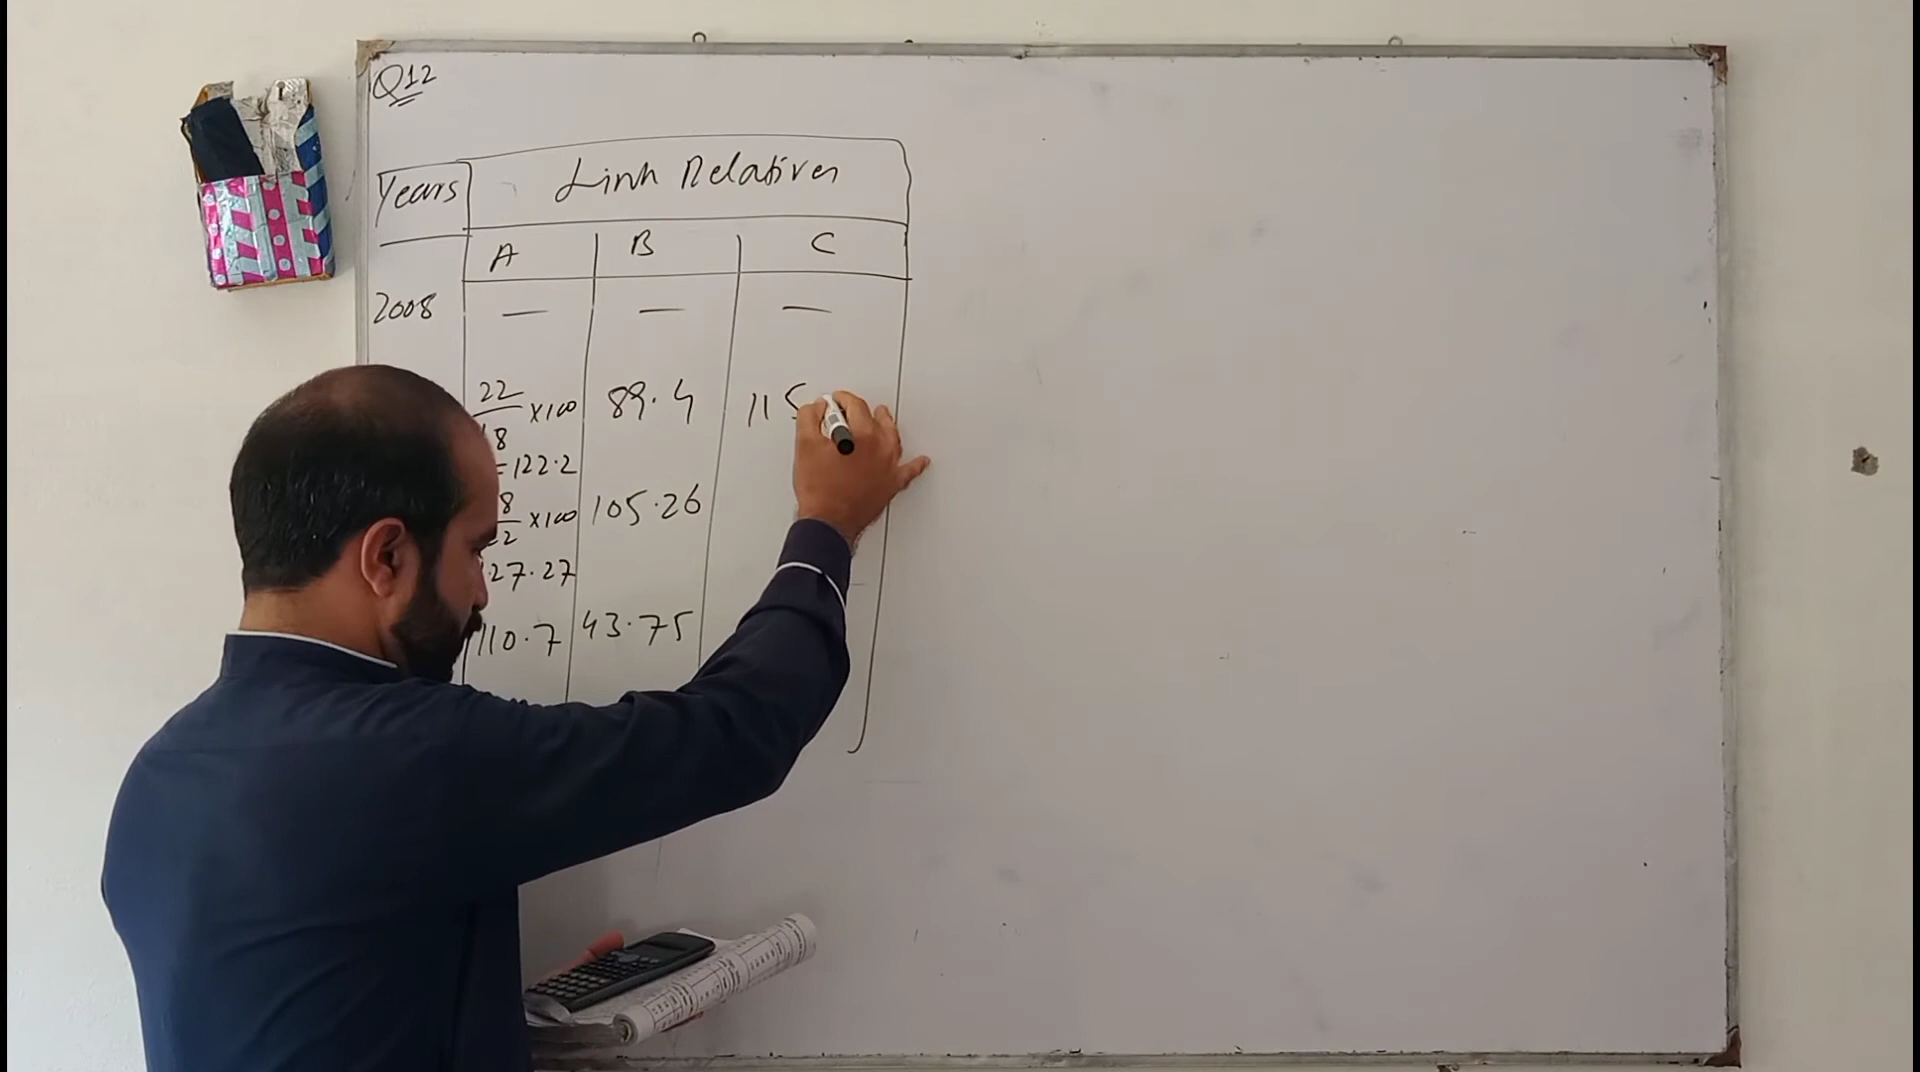 Q12
Years Link Relatives
A B C
2008 — — —
22/18 ×100 89.4 115
=122.2
8/22 ×100 105.26
127.27
110.7 43.75